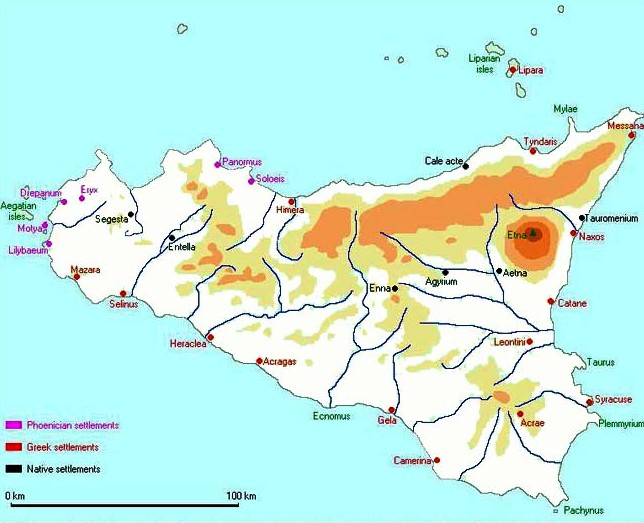 Liparian
isles
Lipara
Mylae
Messana
Tyndaris
Cale acte
Panormus
Soloeis
Drepanum
Eryx
Aegatian
isles
Segesta
Himera
Tauromenium
Motya
Entella
Etna
Naxos
Lilybaeum
Mazara
Aetna
Agyrium
Enna
Selinus
Catane
Heraclea
Leontini
Acragas
Taurus
Syracuse
Ecnomus
Gela
Acrae
Plemmyrium
Phoenician settlements
Greek settlements
Camerina
Native settlements
0 km
100 km
Pachynus